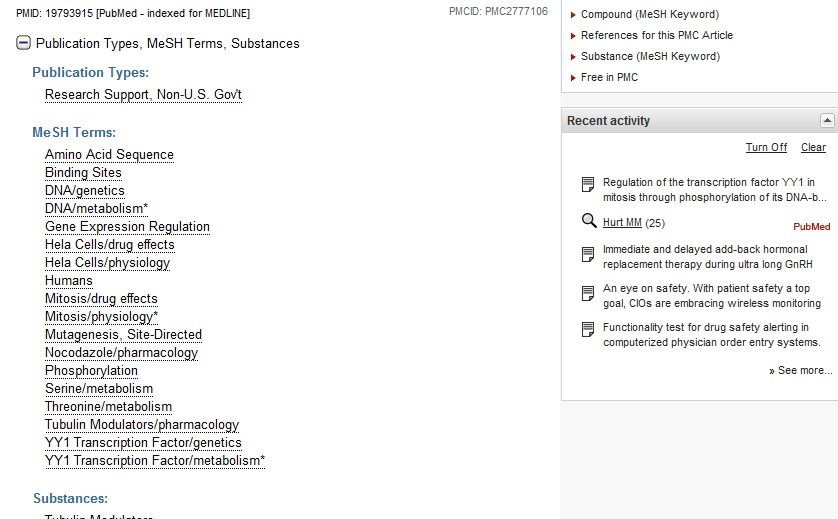 PMID: 19793915 [PubMed - indexed for MEDLINE]
PMCID: PMC2777106
Publication Types, MeSH Terms, Substances
Publication Types:
Research Support, Non-U.S. Gov't
MeSH Terms:
Amino Acid Sequence
Binding Sites
DNA/genetics
DNA/metabolism*
Gene Expression Regulation
Hela Cells/drug effects
Hela Cells/physiology
Humans
Mitosis/drug effects
Mitosis/physiology*
Mutagenesis, Site-Directed
Nocodazole/pharmacology
Phosphorylation
Serine/metabolism
Threonine/metabolism
Tubulin Modulators/pharmacology
YY1 Transcription Factor/genetics
YY1 Transcription Factor/metabolism*
Substances:
Tubulin Modulators
Compound (MeSH Keyword)
References for this PMC Article
Substance (MeSH Keyword)
Free in PMC
Recent activity
Turn Off Clear
Regulation of the transcription factor YY1 in
mitosis through phosphorylation of its DNA-b...
Hurt MM (25)
PubMed
Immediate and delayed add-back hormonal
replacement therapy during ultra long GnRH
An eye on safety. With patient safety a top
goal, CIOs are embracing wireless monitoring
Functionality test for drug safety alerting in
computerized physician order entry systems.
» See more...